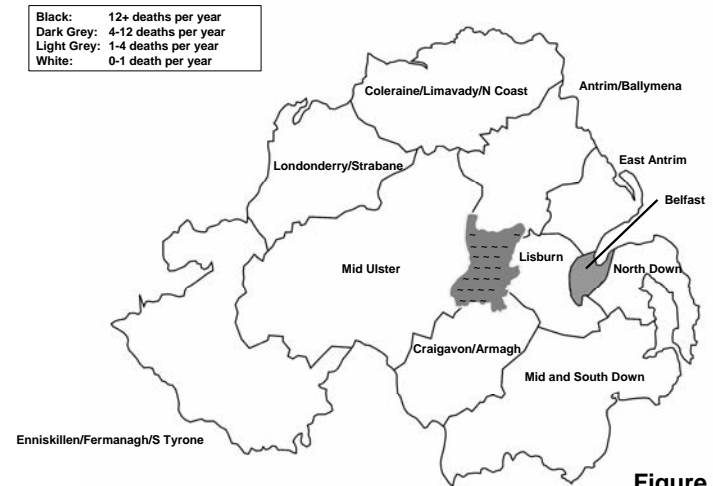 Black: 12+ deaths per year
Dark Grey: 4-12 deaths per year
Light Grey: 1-4 deaths per year
White: 0-1 death per year
Coleraine/Limavady/N Coast
Antrim/Ballymena
Londonderry/Strabane
East Antrim
Belfast
Lisburn
Mid Ulster
North Down
Craigavon/Armagh
Mid and South Down
Enniskillen/Fermanagh/S Tyrone
Figure